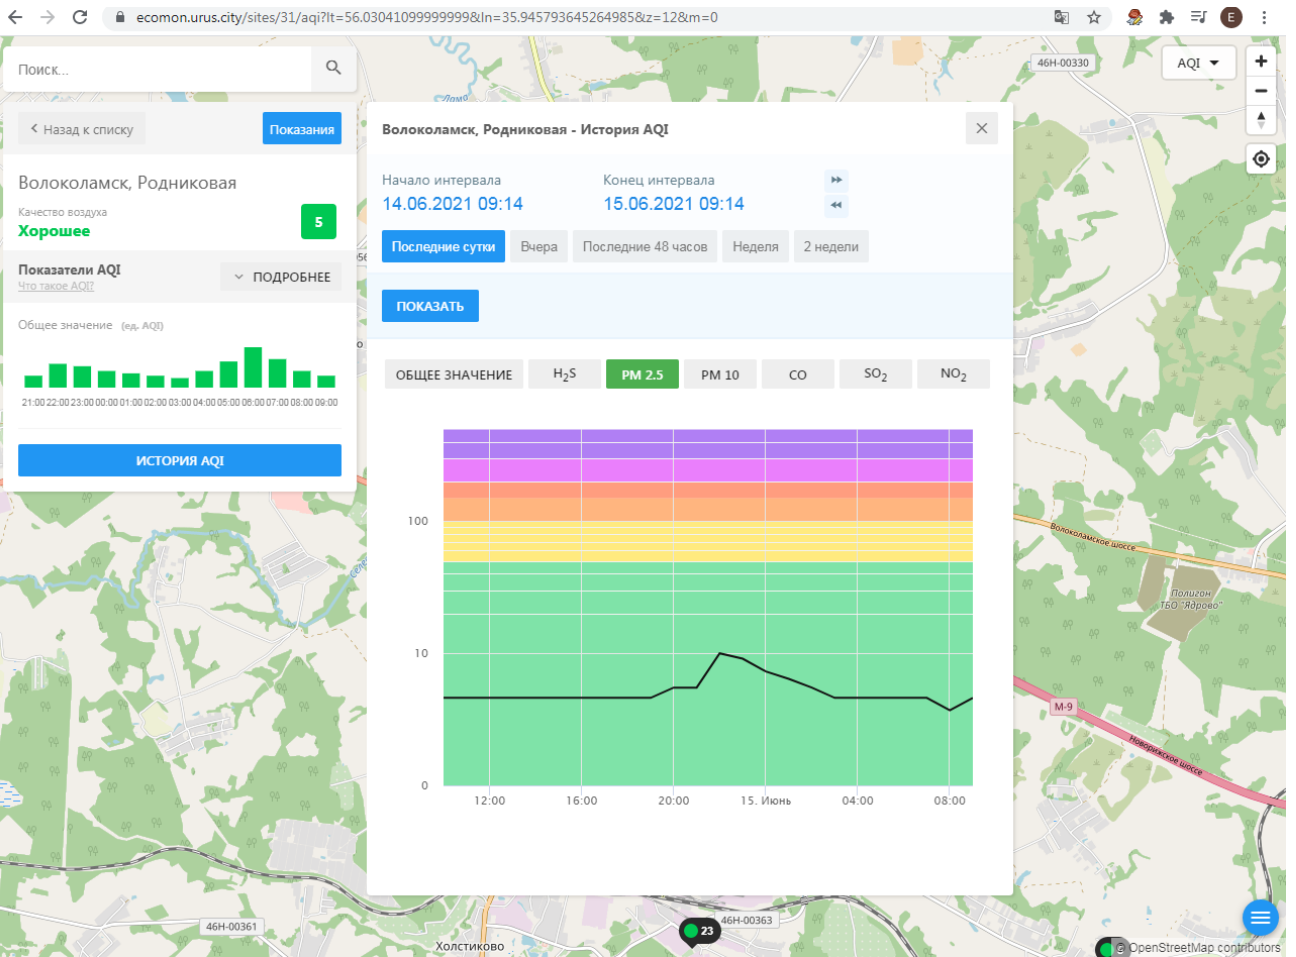 ecomon.urus.city/sites/31/aqi?lt=56.03041099999999&ln=35.945793645264985&z=12&m=0
E
Поиск...
46Н-00330
AQI
Назад к списку
Показания
Волоколамск, Родниковая - История AQI
Волоколамск, Родниковая
Качество воздуха
Хорошее
5
Начало интервала
Конец интервала
14.06.2021 09:14
15.06.2021 09:14
Последние сутки
Вчера
Последние 48 часов
Неделя
2 недели
Показатели AQI
Что такое AQI?
ПОДРОБНЕЕ
ПОКАЗАТЬ
Общее значение (ед. AQI)
21:00 22:00 23:00 00:00 01:00 02:00 03:00 04:00 05:00 06:00 07:00 08:00 09:00
ИСТОРИЯ AQI
ОБЩЕЕ ЗНАЧЕНИЕ
H2S
PM 2.5
PM 10
CO
SO2
NO2
100
10
0
12:00
16:00
20:00
15. Июнь
04:00
08:00
Лама
Волоколамское шоссе
Полигон
ТБО "Ядрово"
М-9
Новорижское шоссе
46Н-00361
46Н-00363
23
Холстиково
© OpenStreetMap contributors